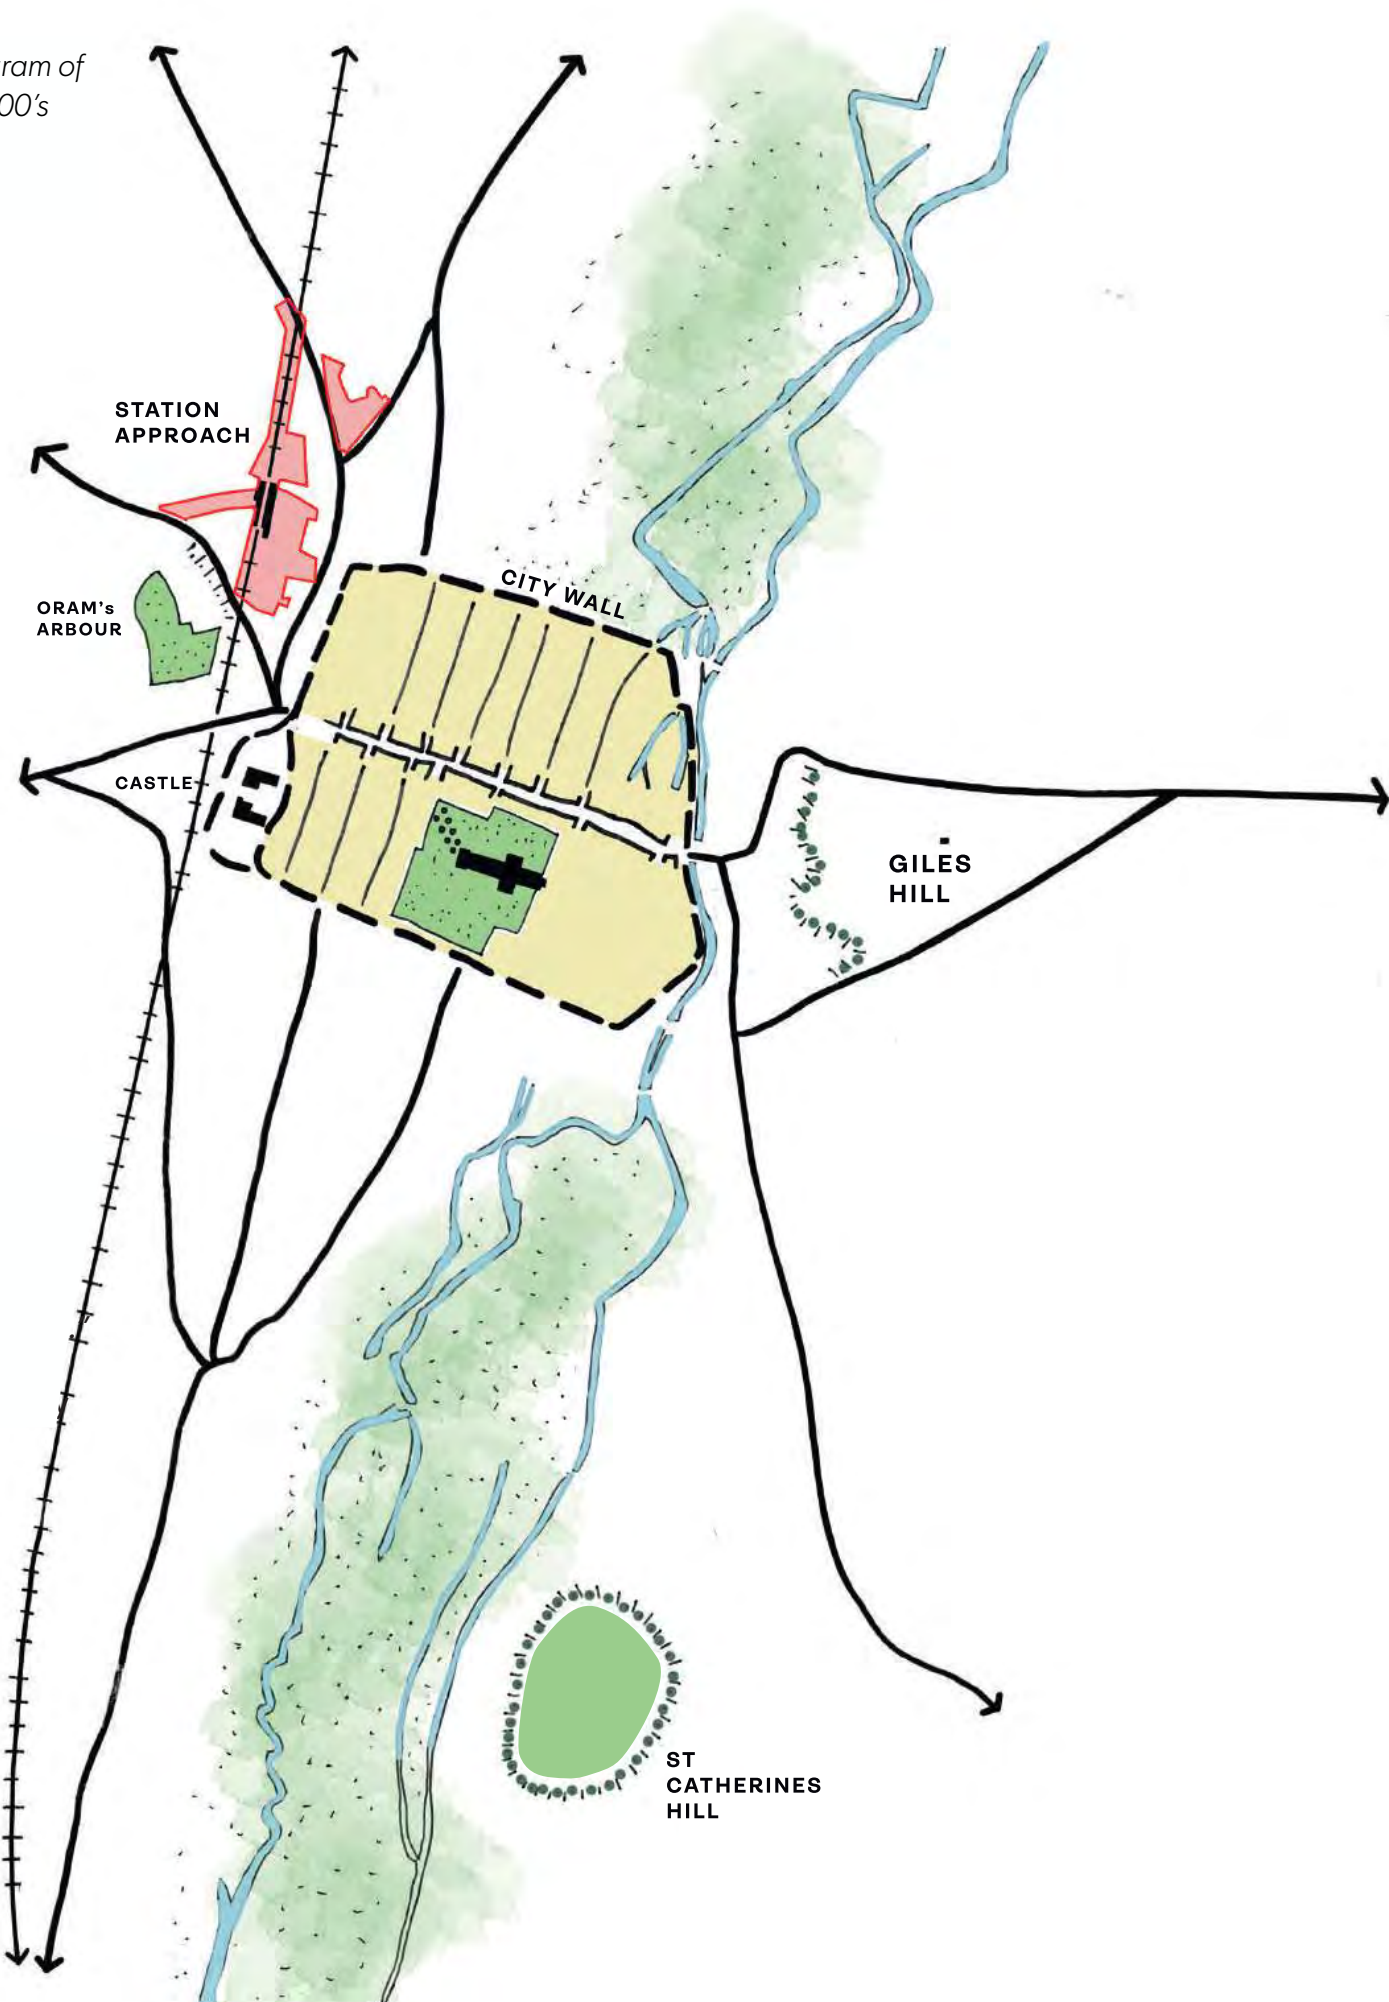 ram of
00's
STATION
APPROACH
CITY WALL
ORAM's
ARBOUR
CASTLE
GILES
HILL
ST
CATHERINES
HILL